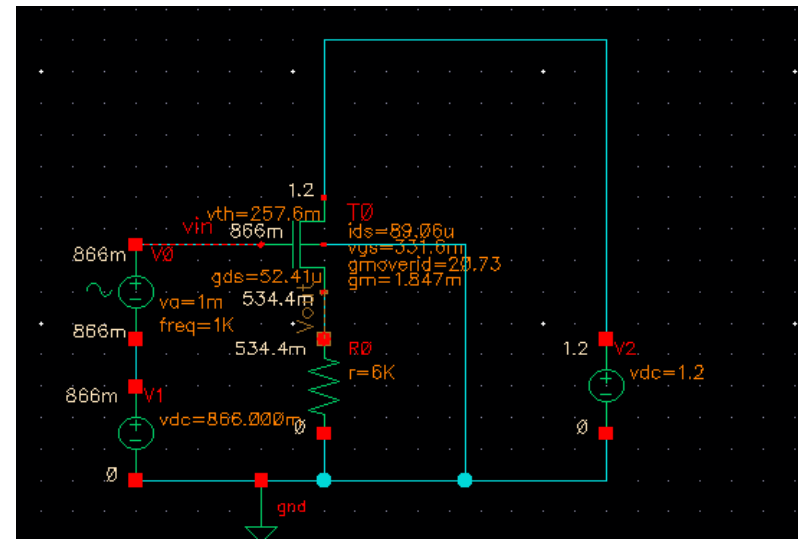 1.2
vth=257.6m
T0
vin
866m
ids=89.06u
vgs=331.6m
866m
V0
gmoverid=20.73
gds=52.41u
gm=1.847m
va=1m
534.4m
Vout
freq=1K
866m
534.4m
R0
1.2
V2
r=6K
vdc=1.2
866m
V1
vdc=866.000m
0
0
0
gnd